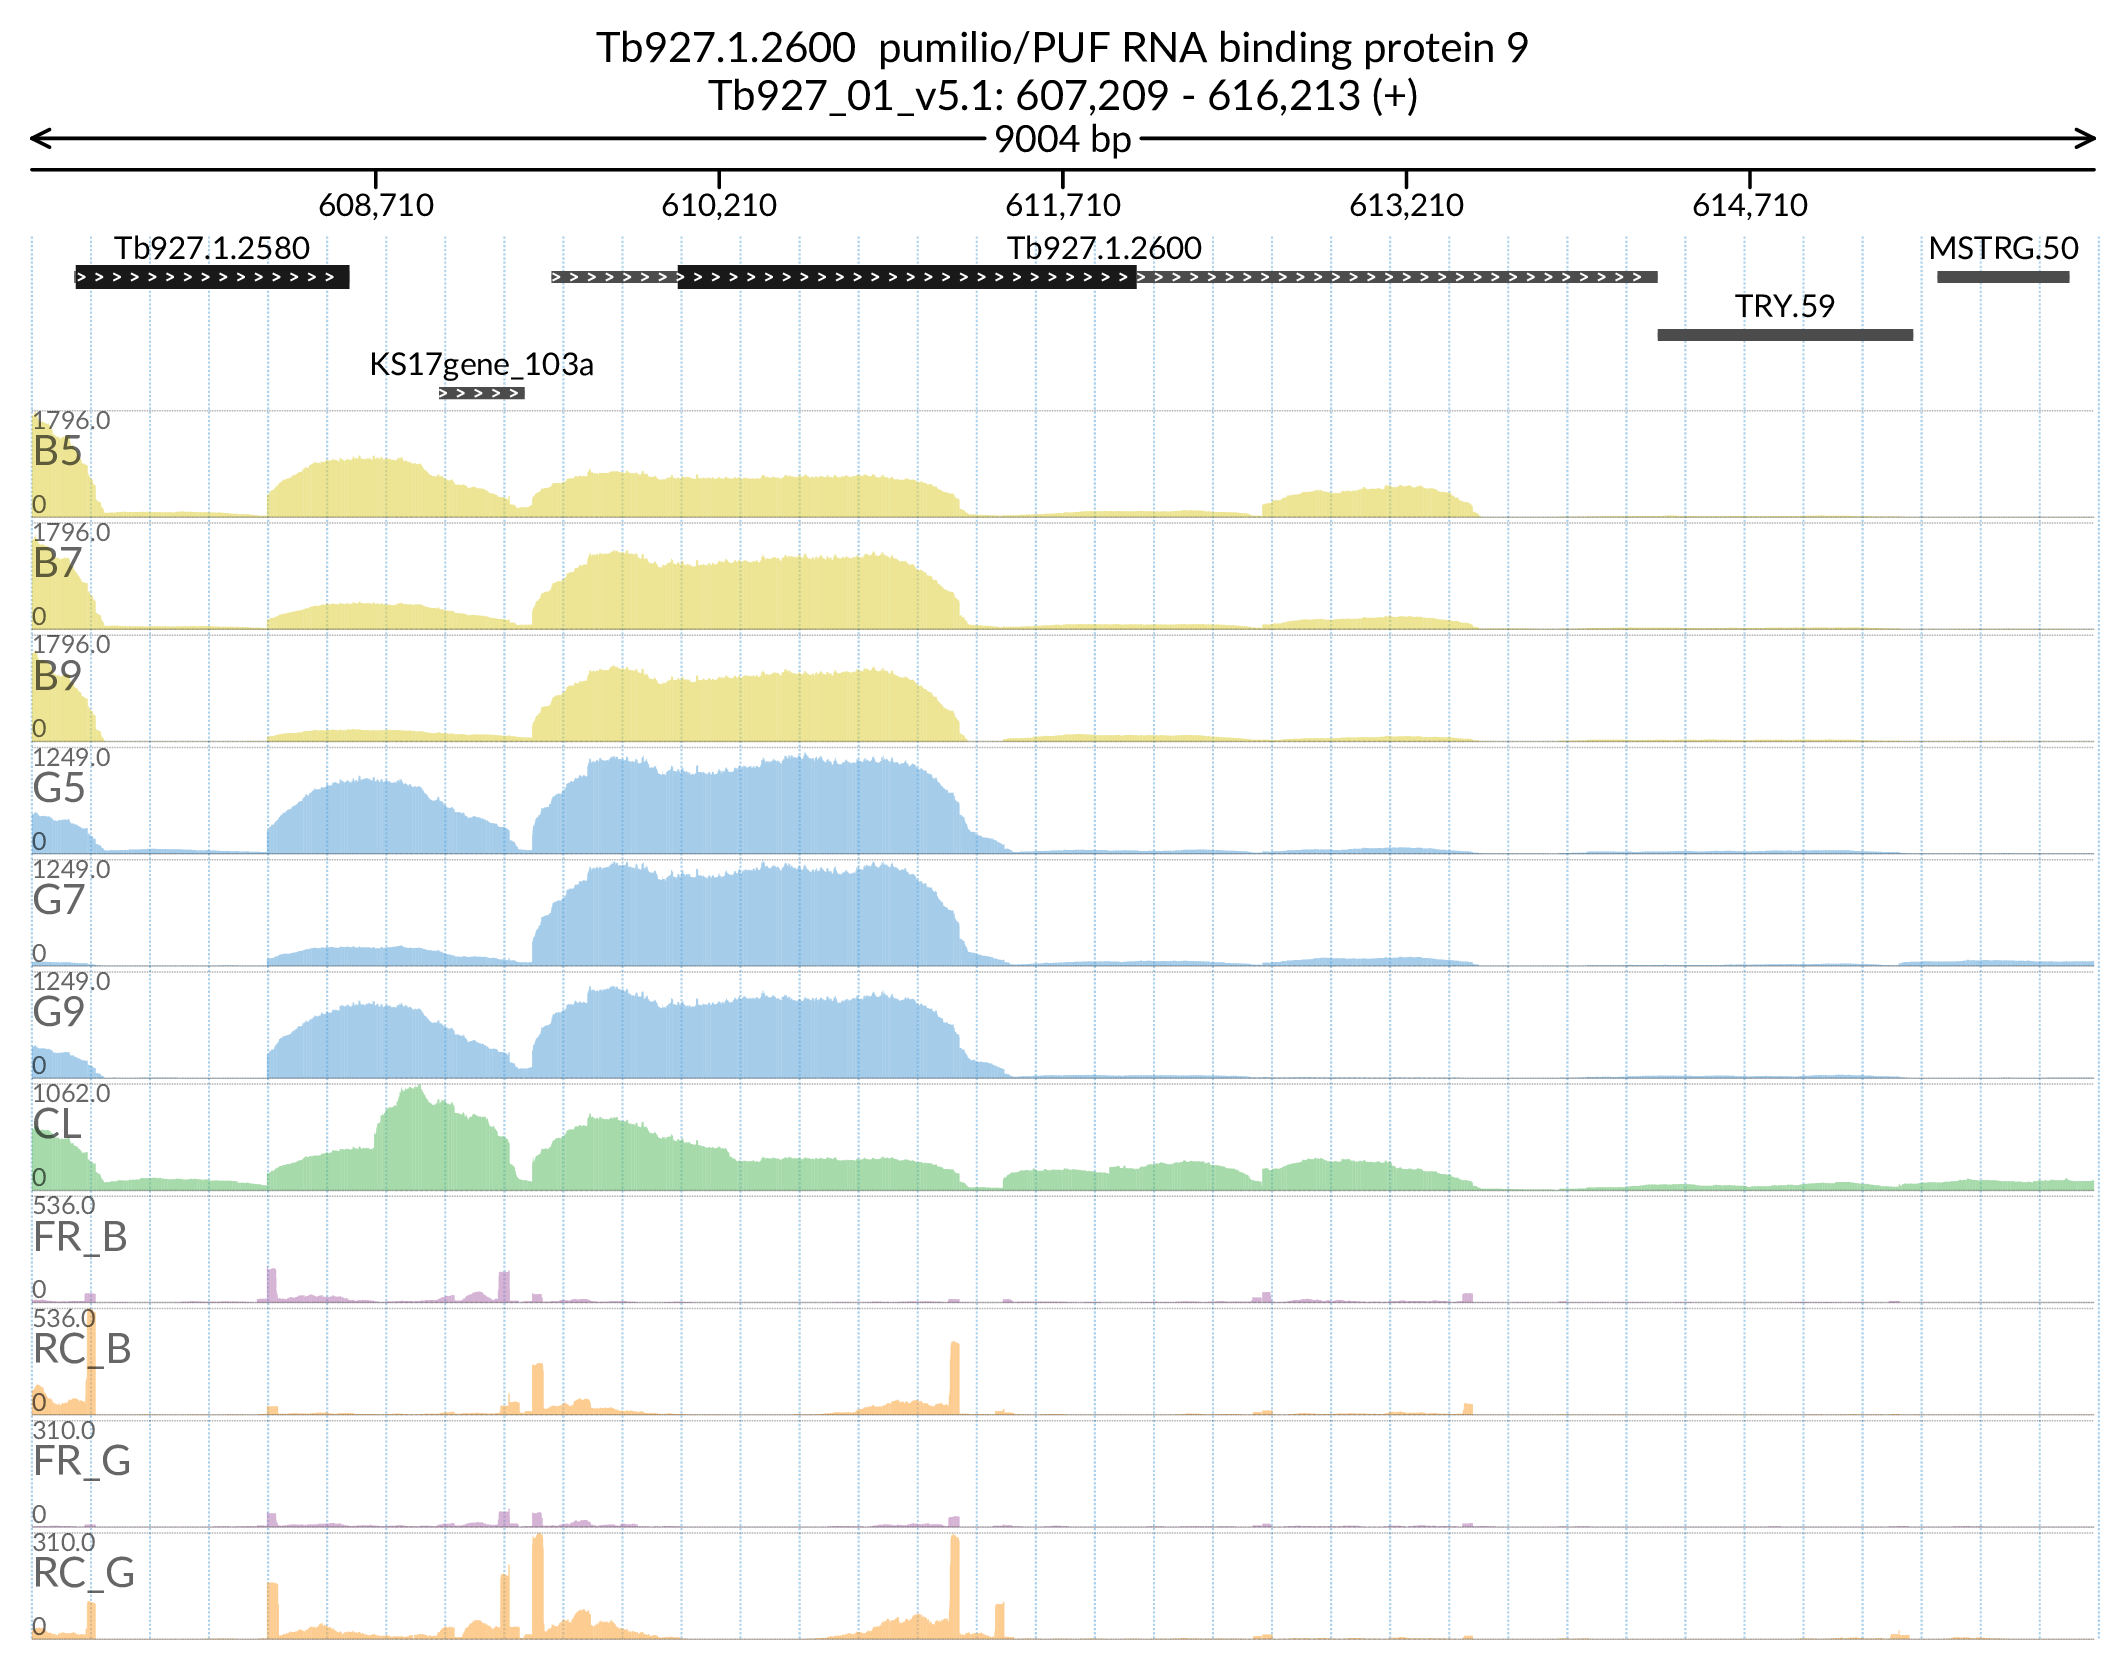 Tb927.1.2600  pumilio/PUF RNA binding protein 9
Tb927_01_v5.1: 607,209 - 616,213 (+)
9004 bp
608,710 610,210 611,710 613,210 614,710
Tb927.1.2580 Tb927.1.2600 MSTRG.50
TRY.59
KS17gene_103a
1796.0
B5
0
1796.0
B7
0
1796.0
B9
0
1249.0
G5
0
1249.0
G7
0
1249.0
G9
0
1062.0
CL
0
536.0
FR_B
0
536.0
RC_B
0
310.0
FR_G
0
310.0
RC_G
0